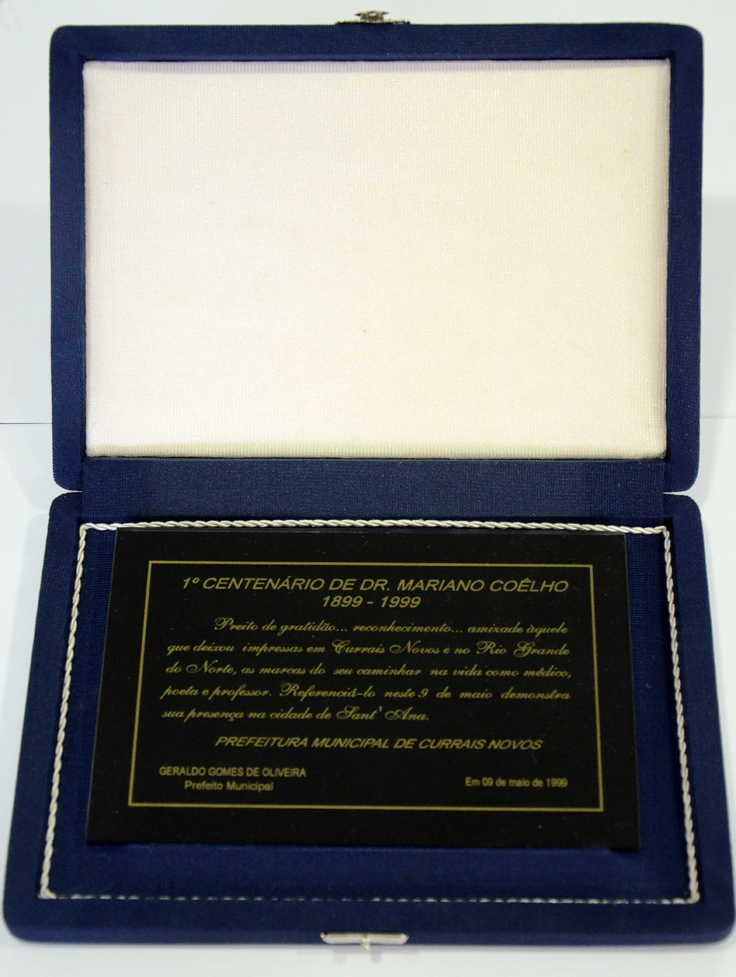 1º CENTENÁRIO DE DR. MARIANO COÊLHO
1899 - 1999
Preito de gratidão... reconhecimento... amizade àquele
que deixou impressas em Currais Novos e no Rio Grande
do Norte, as marcas do seu caminhar na vida como médico,
poeta e professor. Referenciá-lo neste 9 de maio demonstra
sua presença na cidade de Sant' Ana.
PREFEITURA MUNICIPAL DE CURRAIS NOVOS
GERALDO GOMES DE OLIVEIRA
Prefeito Municipal
Em 09 de maio de 1999